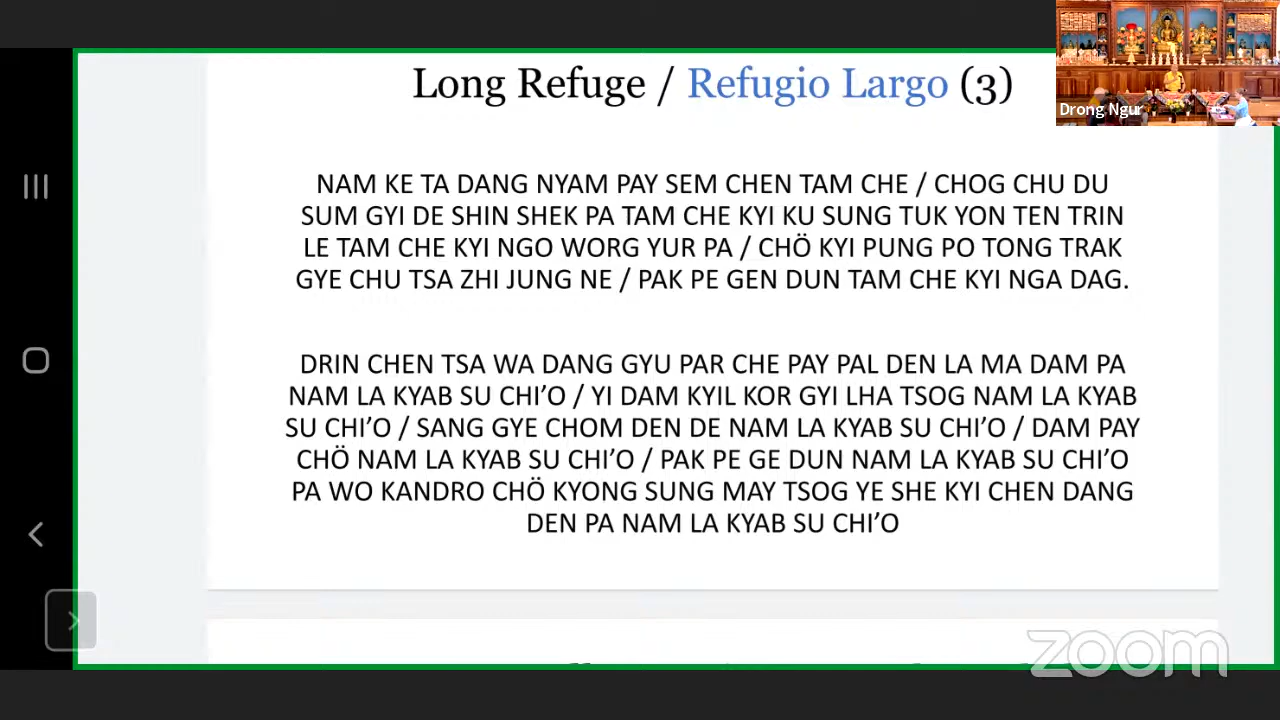 Long Refuge / Refugio Largo (3)
Drong Ngur
NAM KE TA DANG NYAM PAY SEM CHEN TAM CHE / CHOG CHU DU
SUM GYI DE SHIN SHEK PA TAM CHE KYI KU SUNG TUK YON TEN TRIN
LE TAM CHE KYI NGO WORG YUR PA / CHÖ KYI PUNG PO TONG TRAK
GYE CHU TSA ZHI JUNG NE / PAK PE GEN DUN TAM CHE KYI NGA DAG.
DRIN CHEN TSA WA DANG GYU PAR CHE PAY PAL DEN LA MA DAM PA
NAM LA KYAB SU CHI’O / YI DAM KYIL KOR GYI LHA TSOG NAM LA KYAB
SU CHI’O / SANG GYE CHOM DEN DE NAM LA KYAB SU CHI’O / DAM PAY
CHÖ NAM LA KYAB SU CHI’O / PAK PE GE DUN NAM LA KYAB SU CHI’O
PA WO KANDRO CHÖ KYONG SUNG MAY TSOG YE SHE KYI CHEN DANG
DEN PA NAM LA KYAB SU CHI’O
zoom